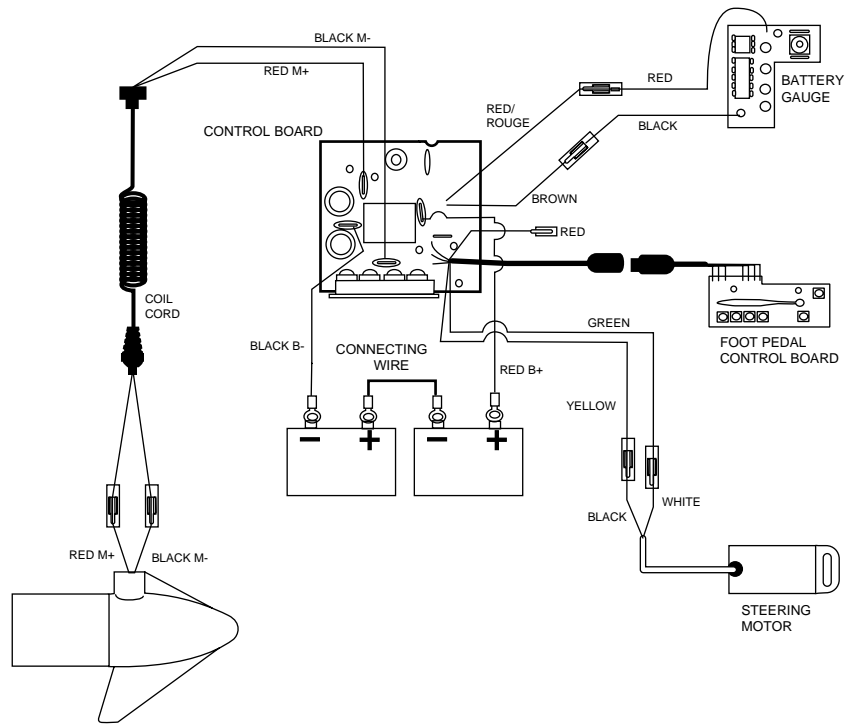 BLACK M-
RED M+
CONTROL BOARD
RED
BATTERY
GAUGE
RED/
ROUGE
BLACK
BROWN
RED
COIL
CORD
GREEN
FOOT PEDAL
CONTROL BOARD
BLACK B-
CONNECTING
WIRE
RED B+
YELLOW
WHITE
BLACK
RED M+
BLACK M-
STEERING
MOTOR